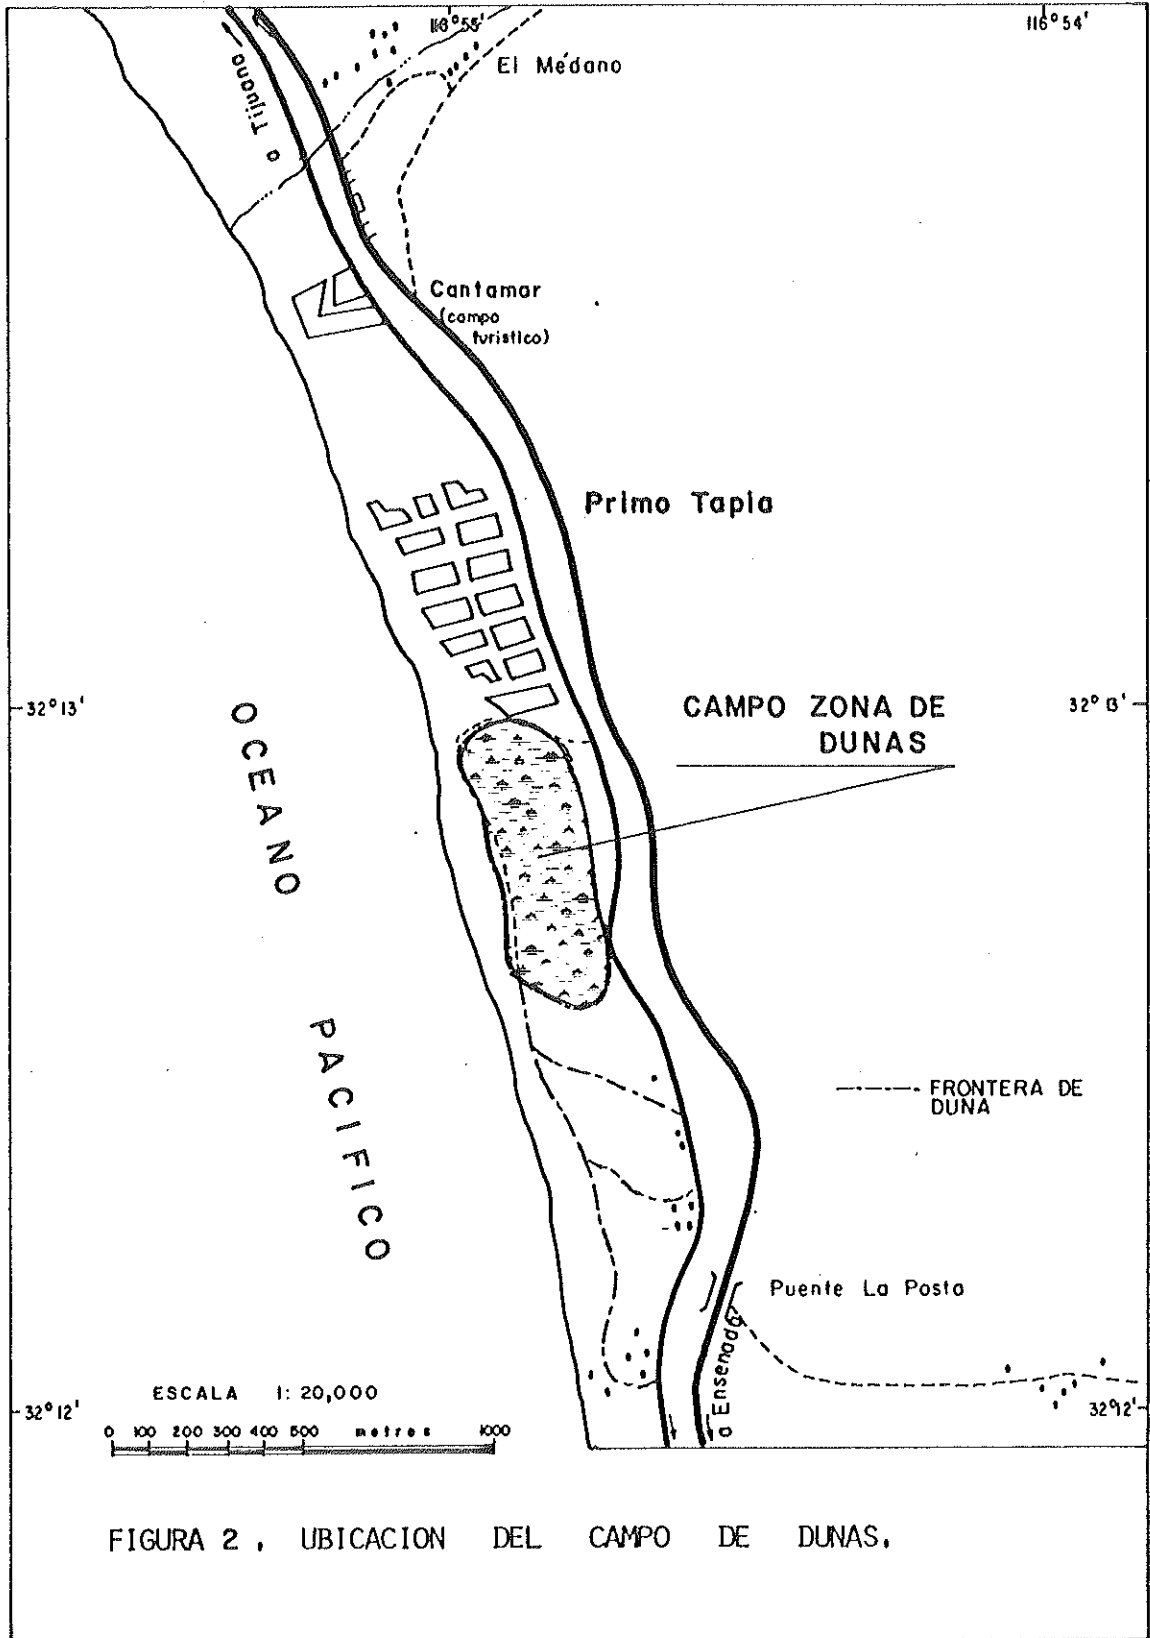 116°55'
116°54'
a Tijuana
El Médano
Cantamar
(campo
turistico)
Primo Tapia
32°13'
32°13'
CAMPO ZONA DE
DUNAS
OCEANO PACIFICO
FRONTERA DE
DUNA
Puente La Posta
a Ensenada
ESCALA 1:20,000
32°12'
32°12'
0 100 200 300 400 500 metros 1000
FIGURA 2. UBICACION DEL CAMPO DE DUNAS.